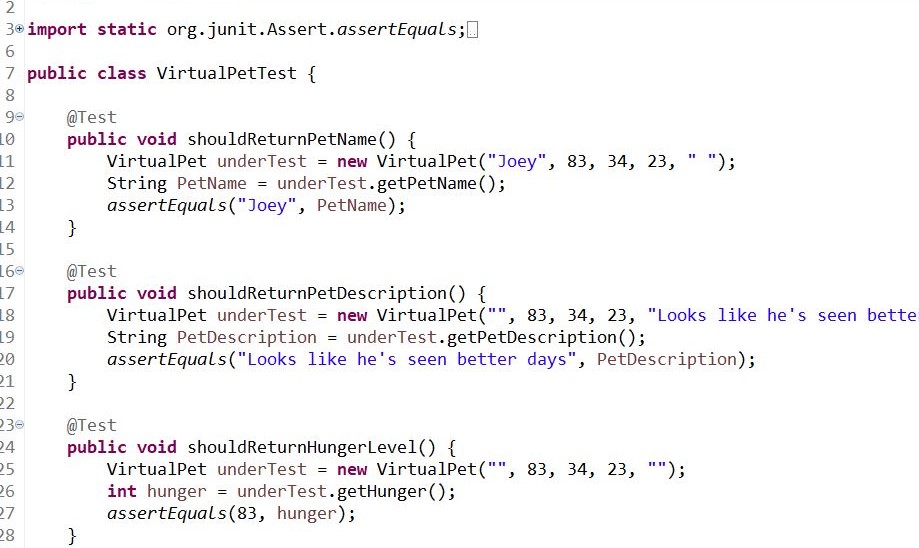 2
3 import static org.junit.Assert.assertEquals;
6
7 public class VirtualPetTest {
8
9 @Test
10 public void shouldReturnPetName() {
11 VirtualPet underTest = new VirtualPet("Joey", 83, 34, 23, " ");
12 String PetName = underTest.getPetName();
13 assertEquals("Joey", PetName);
14 }
15
16 @Test
17 public void shouldReturnPetDescription() {
18 VirtualPet underTest = new VirtualPet("", 83, 34, 23, "Looks like he's seen bette
19 String PetDescription = underTest.getPetDescription();
20 assertEquals("Looks like he's seen better days", PetDescription);
21 }
22
23 @Test
24 public void shouldReturnHungerLevel() {
25 VirtualPet underTest = new VirtualPet("", 83, 34, 23, "");
26 int hunger = underTest.getHunger();
27 assertEquals(83, hunger);
28 }